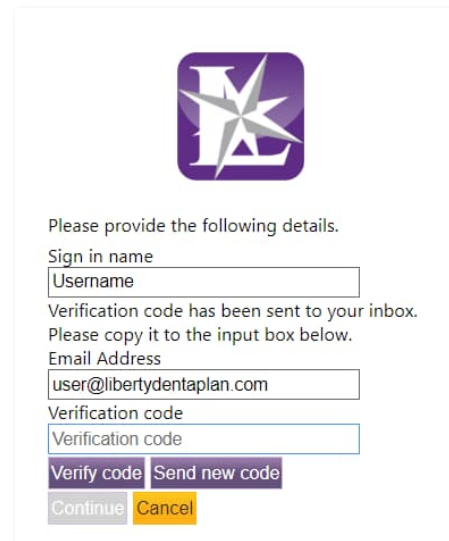 L
Please provide the following details.
Sign in name
Username
Verification code has been sent to your inbox.
Please copy it to the input box below.
Email Address
user@libertydentaplan.com
Verification code
Verification code
Verify code Send new code
Continue Cancel